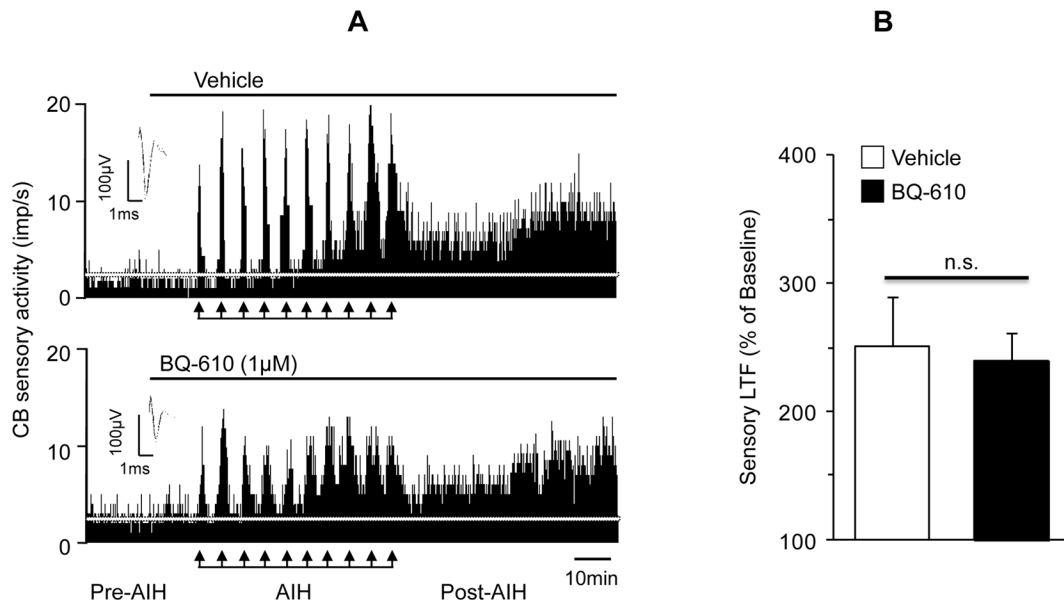 A
B
Vehicle
20
10
0
100µV
1ms
CB sensory activity (imp/s)
BQ-610 (1µM)
20
10
0
100µV
1ms
10min
Pre-AIH
AIH
Post-AIH
Vehicle
BQ-610
n.s.
400
300
200
100
Sensory LTF (% of Baseline)